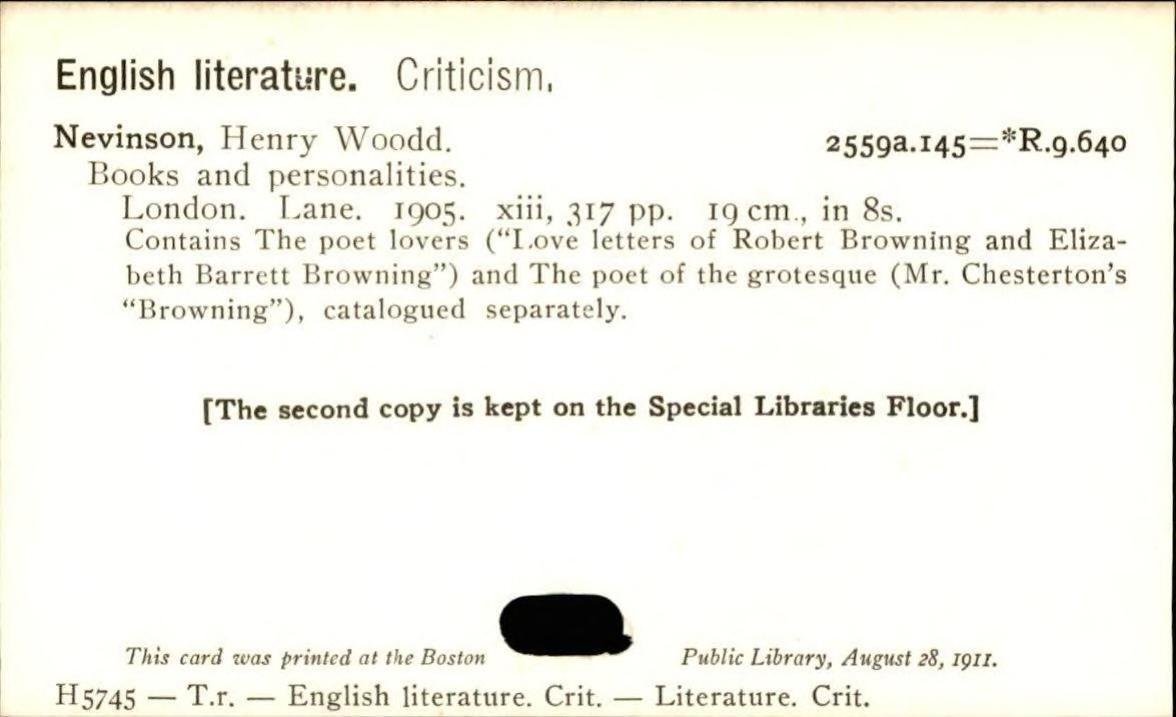 English literature. Criticism.
Nevinson, Henry Woodd. 2559a.145=*R.9.640
Books and personalities.
London. Lane. 1905. xiii, 317 pp. 19 cm., in 8s.
Contains The poet lovers ("Love letters of Robert Browning and Eliza-
beth Barrett Browning") and The poet of the grotesque (Mr. Chesterton's
"Browning"), catalogued separately.
[The second copy is kept on the Special Libraries Floor.]
This card was printed at the Boston Public Library, August 28, 1911.
H5745 — T.r. — English literature. Crit. — Literature. Crit.